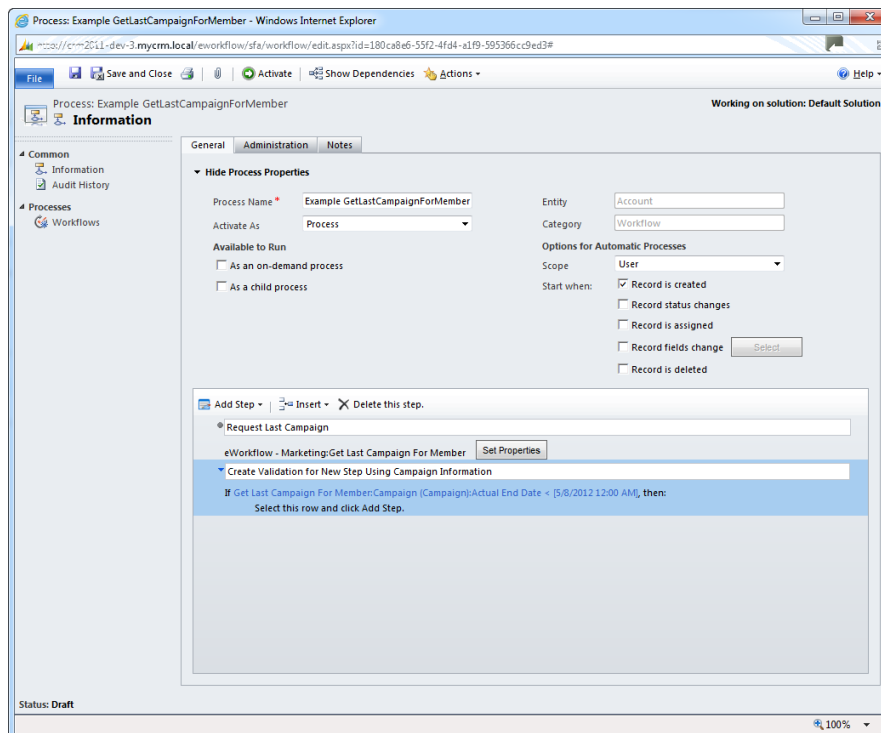 Process: Example GetLastCampaignForMember - Windows Internet Explorer
crm2011-dev-3.mycrm.local/eworkflow/sfa/workflow/edit.aspx?id=180ca8e6-55f2-4fd4-a1f9-595366cc9ed3#
File Save and Close Activate Show Dependencies Actions Help
Process: Example GetLastCampaignForMember
Information
Working on solution: Default Solution
Common
Information
Audit History
Processes
Workflows
General Administration Notes
Hide Process Properties
Process Name * Example GetLastCampaignForMember Entity Account
Activate As Process Category Workflow
Available to Run Options for Automatic Processes
As an on-demand process Scope User
As a child process Start when: Record is created
Record status changes
Record is assigned
Record fields change Select
Record is deleted
Add Step Insert Delete this step.
Request Last Campaign
eWorkflow - Marketing:Get Last Campaign For Member Set Properties
Create Validation for New Step Using Campaign Information
If Get Last Campaign For Member:Campaign (Campaign):Actual End Date < [5/8/2012 12:00 AM], then:
Select this row and click Add Step.
Status: Draft
100%